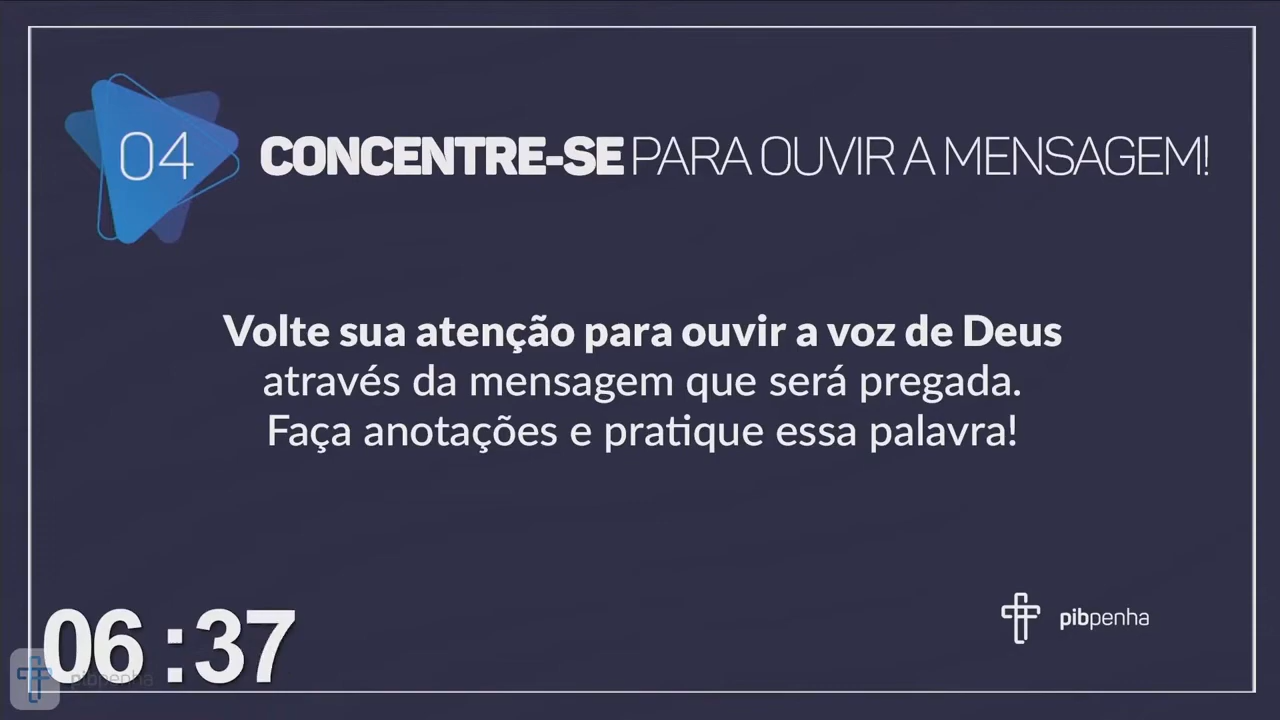 04
CONCENTRE-SE PARA OUVIR A MENSAGEM!
Volte sua atenção para ouvir a voz de Deus
através da mensagem que será pregada.
Faça anotações e pratique essa palavra!
pibpenha
06:37
pibpenha